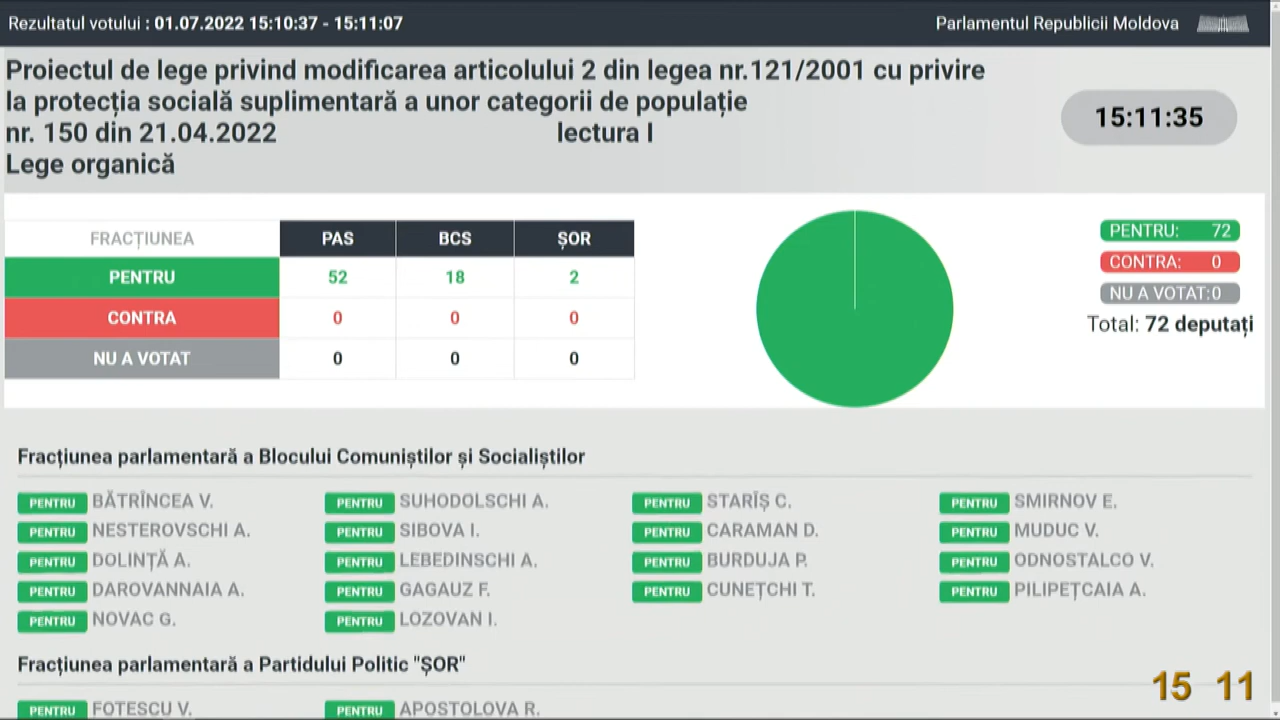 Rezultatul votului : 01.07.2022 15:10:37 - 15:11:07
Parlamentul Republicii Moldova
Proiectul de lege privind modificarea articolului 2 din legea nr.121/2001 cu privire
la protecția socială suplimentară a unor categorii de populație
nr. 150 din 21.04.2022 lectura I
Lege organică
15:11:35
FRACȚIUNEA PAS BCS ȘOR
PENTRU 52 18 2
CONTRA 0 0 0
NU A VOTAT 0 0 0
PENTRU: 72
CONTRA: 0
NU A VOTAT:0
Total: 72 deputați
Fracțiunea parlamentară a Blocului Comuniștilor și Socialiștilor
PENTRU BĂTRÎNCEA V. PENTRU SUHODOLSCHI A. PENTRU STARÎȘ C. PENTRU SMIRNOV E.
PENTRU NESTEROVSCHI A. PENTRU SIBOVA I. PENTRU CARAMAN D. PENTRU MUDUC V.
PENTRU DOLINȚĂ A. PENTRU LEBEDINSCHI A. PENTRU BURDUJA P. PENTRU ODNOSTALCO V.
PENTRU DAROVANNAIA A. PENTRU GAGAUZ F. PENTRU CUNEȚCHI T. PENTRU PILIPEȚCAIA A.
PENTRU NOVAC G. PENTRU LOZOVAN I.
Fracțiunea parlamentară a Partidului Politic "ȘOR"
PENTRU FOTESCU V. PENTRU APOSTOLOVA R.
15 11